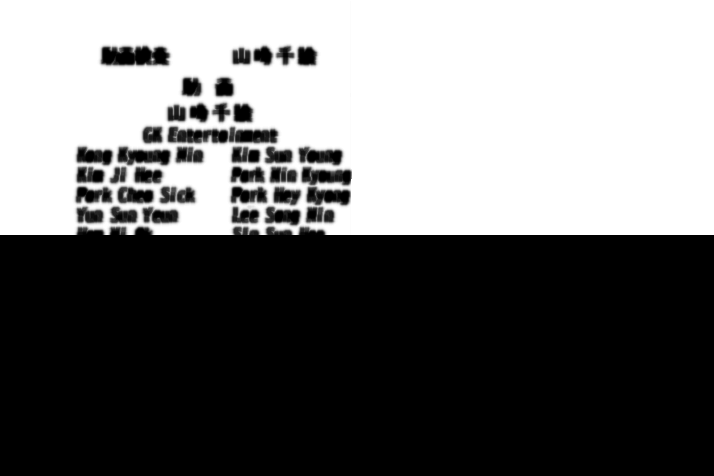 動画検査 山崎千絵
動 画
山崎千絵
GK Entertainment
Kang Kyoung Min Kim Sun Young
Kim Ji Hee Park Min Kyoung
Park Choo Sick Park Hey Kyong
Yun Sun Yeun Lee Song Min